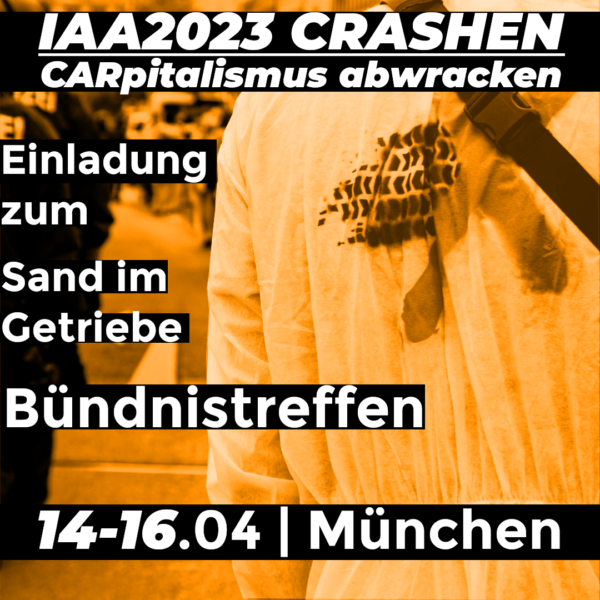 IAA2023 CRASHEN
CARpitalismus abwracken
Einladung
zum
Sand im
Getriebe
Bündnistreffen
14-16.04 | München